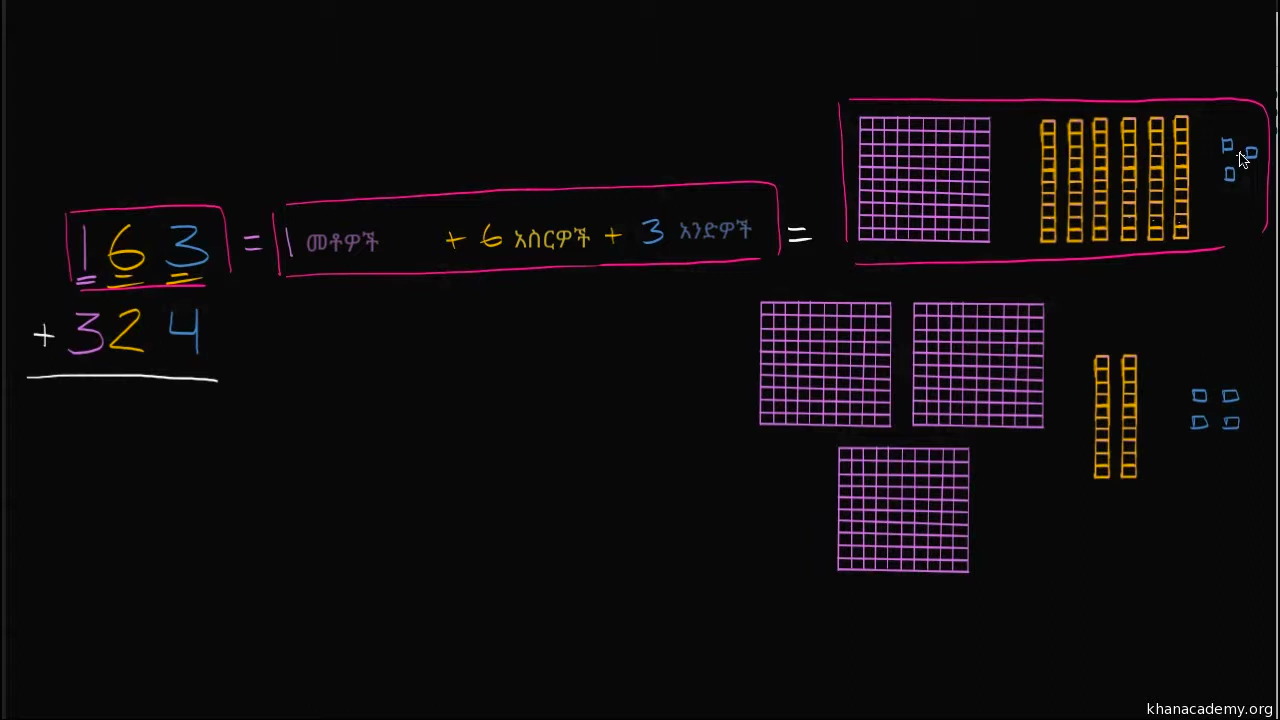 163 = 1 መቶዎች + 6 አስርዎች + 3 አንድዎች =
+ 324
khanacademy.org